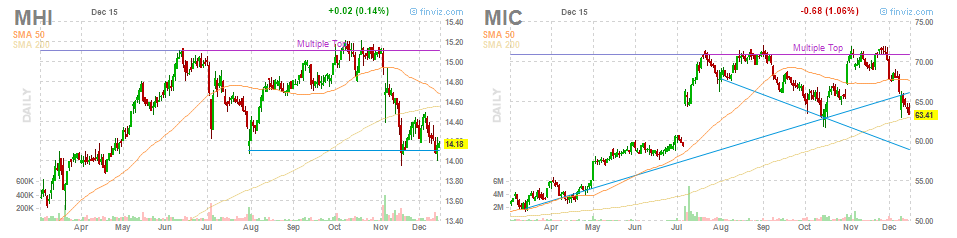 MHI Dec 15 +0.02 (0.14%) © finviz.com
SMA 50
SMA 200
Multiple Top
DAILY
15.40
15.20
15.00
14.80
14.60
14.40
14.18
14.00
13.80
13.60
13.40
600K
400K
200K
Apr May Jun Jul Aug Sep Oct Nov Dec
MIC Dec 15 -0.68 (1.06%) © finviz.com
SMA 50
SMA 200
Multiple Top
DAILY
75.00
70.00
65.00
63.41
60.00
55.00
50.00
6M
4M
2M
Apr May Jun Jul Aug Sep Oct Nov Dec